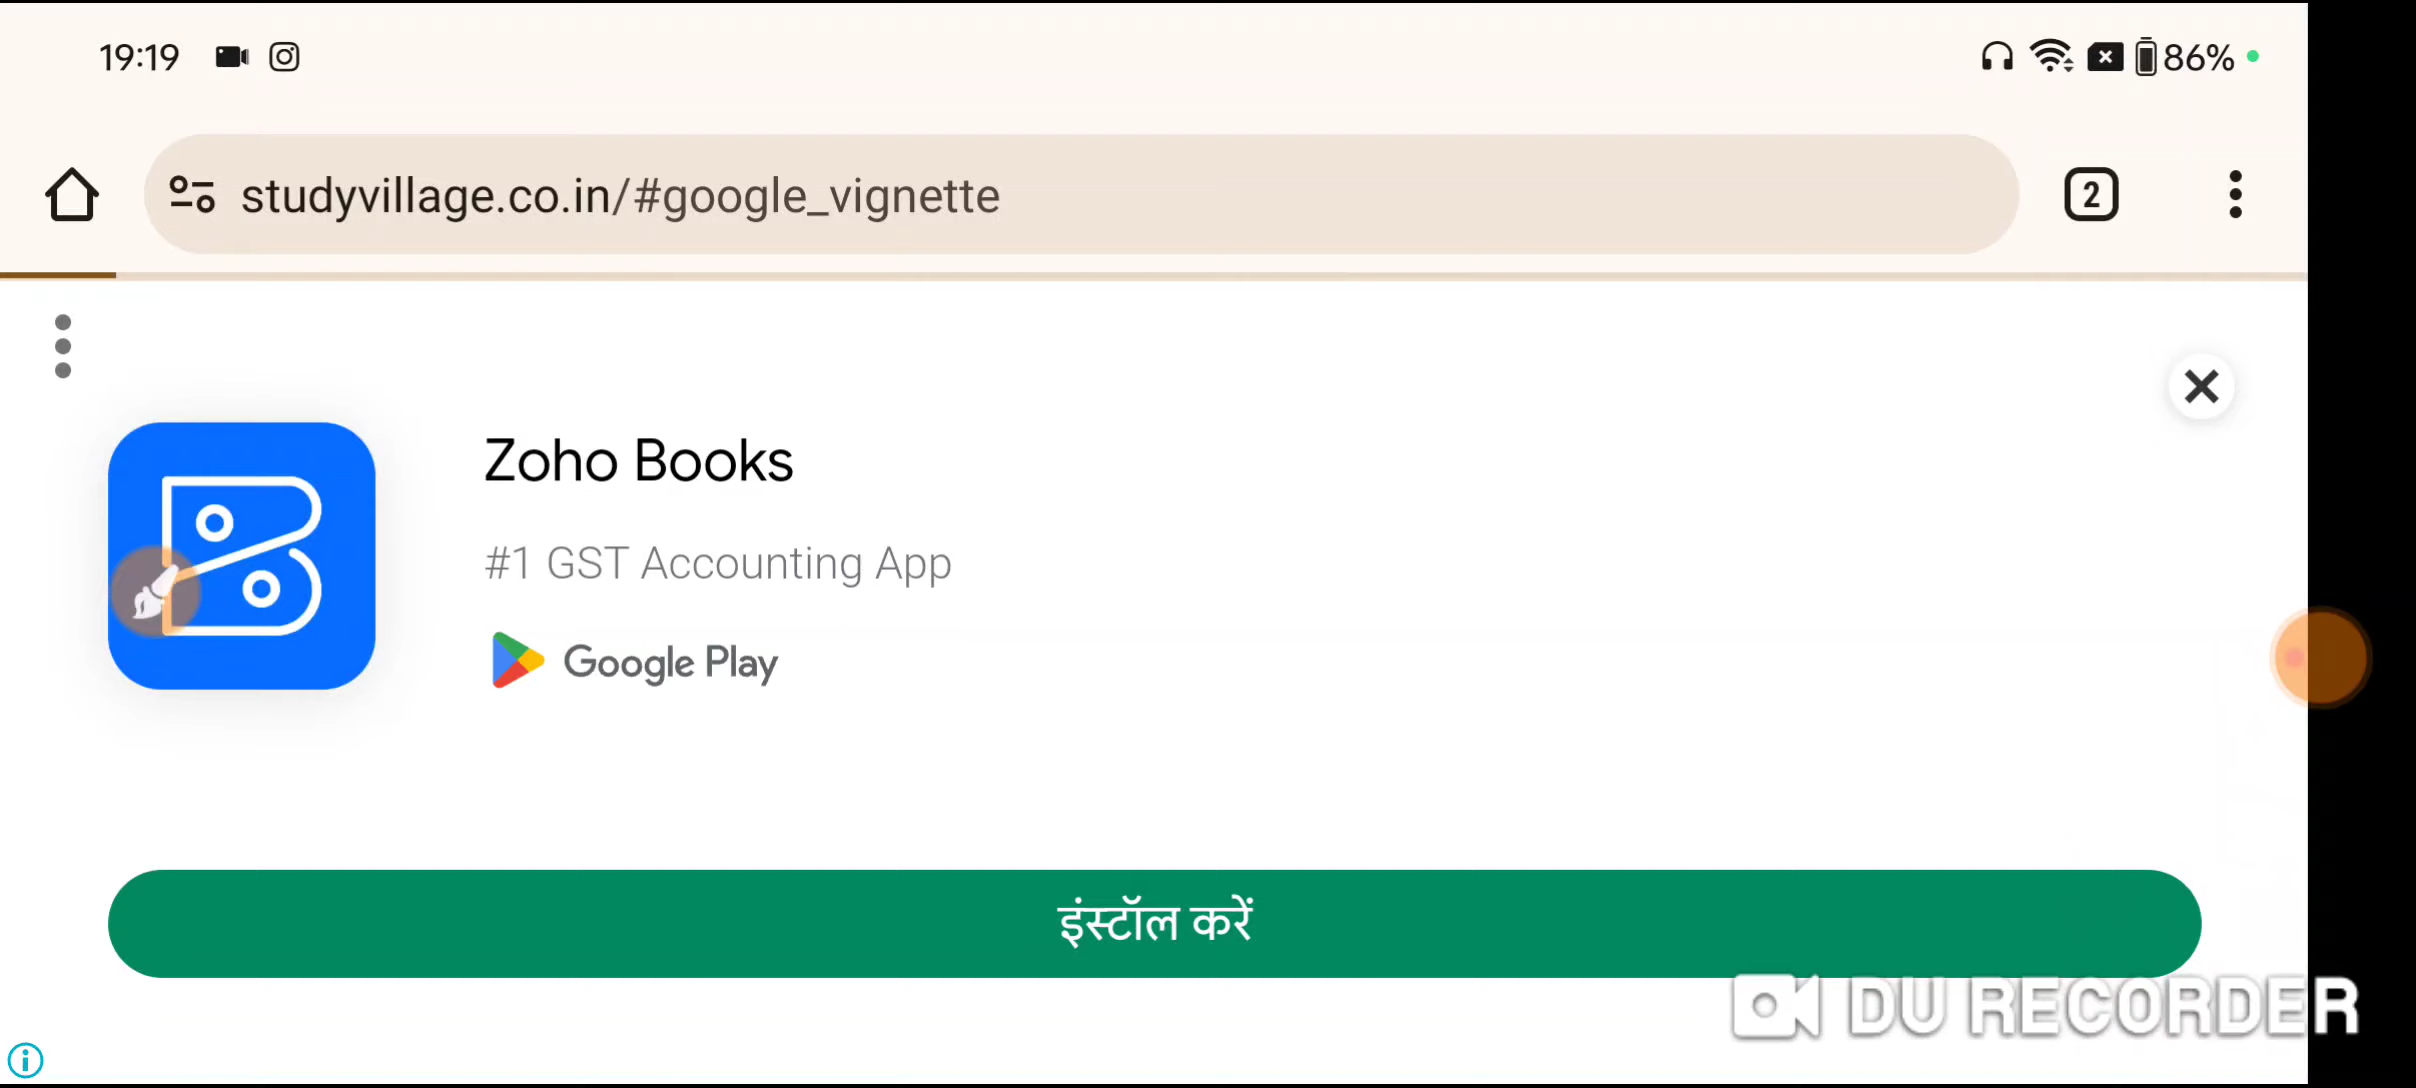 19:19
86%
studyvillage.co.in/#google_vignette
2
Zoho Books
#1 GST Accounting App
Google Play
इंस्टॉल करें
DU RECORDER